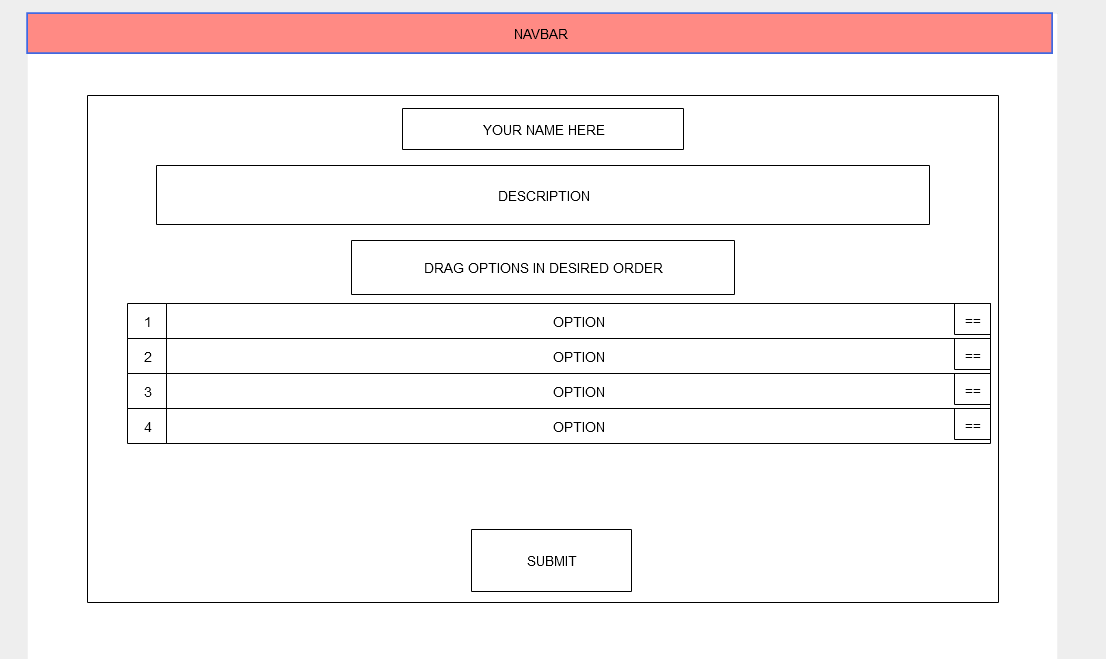 NAVBAR
YOUR NAME HERE
DESCRIPTION
DRAG OPTIONS IN DESIRED ORDER
1 OPTION ==
2 OPTION ==
3 OPTION ==
4 OPTION ==
SUBMIT